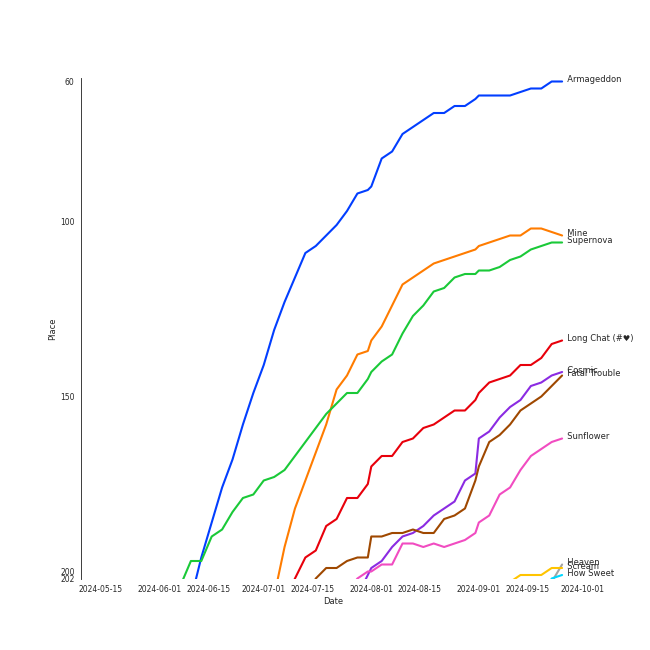 60
100
150
200
202
Place
Armageddon
Mine
Supernova
Long Chat (#♥)
Cosmic
Fatal Trouble
Sunflower
Heaven
Scream
How Sweet
2024-05-15
2024-06-01
2024-06-15
2024-07-01
2024-07-15
2024-08-01
2024-08-15
2024-09-01
2024-09-15
2024-10-01
Date